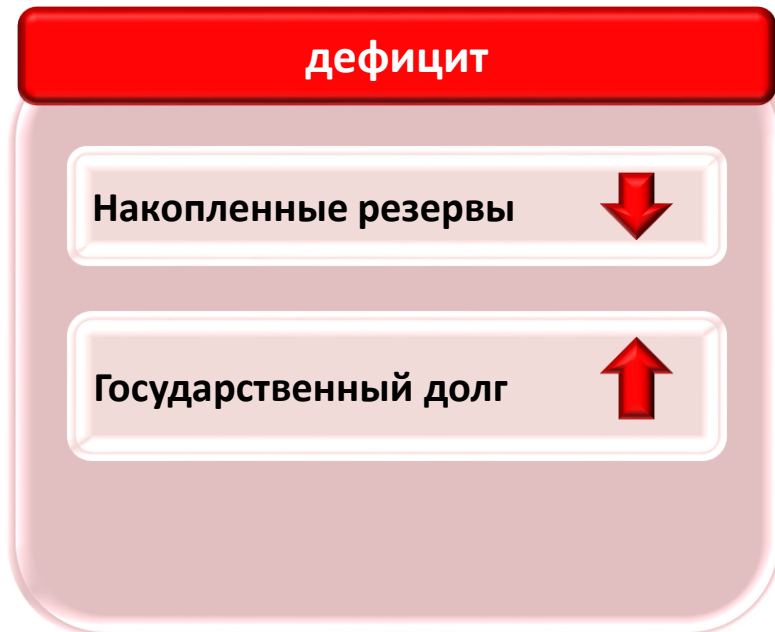 дефицит
Накопленные резервы
Государственный долг